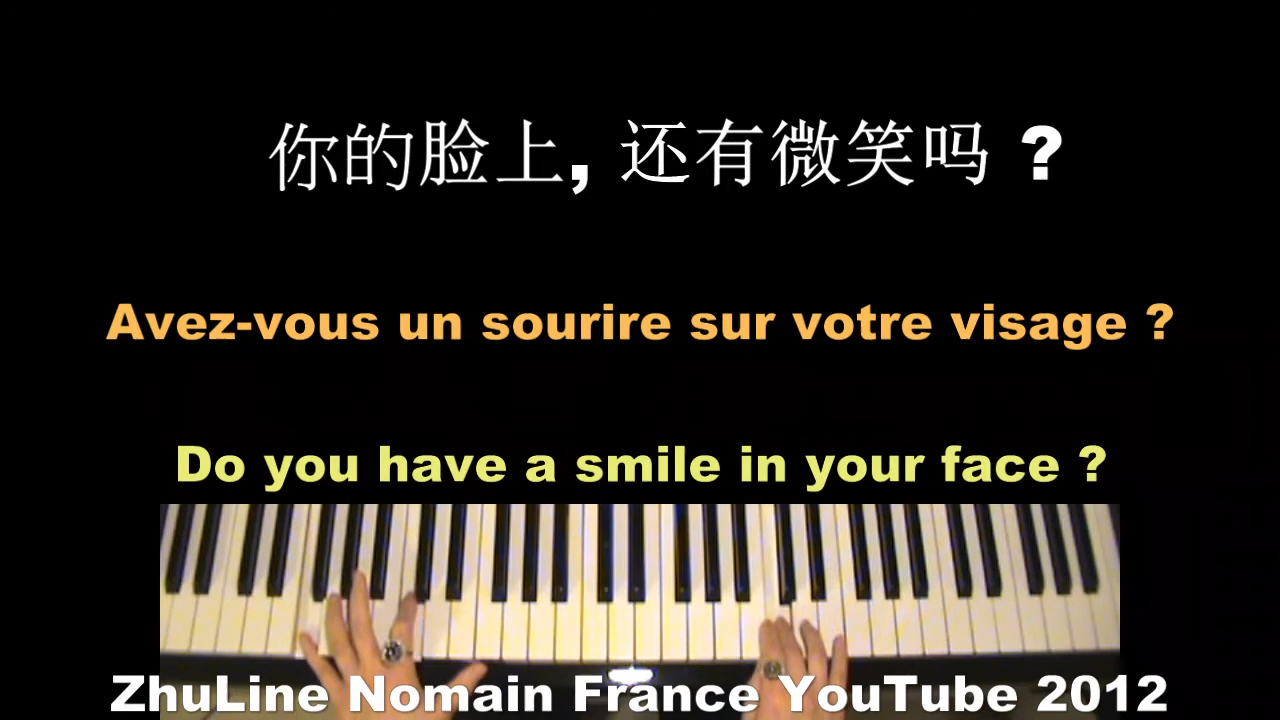 你的脸上, 还有微笑吗 ?
Avez-vous un sourire sur votre visage ?
Do you have a smile in your face ?
ZhuLine Nomain France YouTube 2012